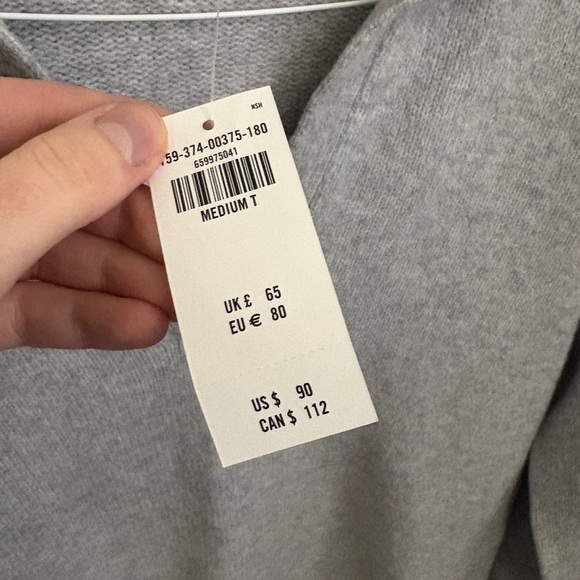 NSH
159-374-00375-180
659975041
MEDIUM T
UK £ 65
EU € 80
US $ 90
CAN $ 112